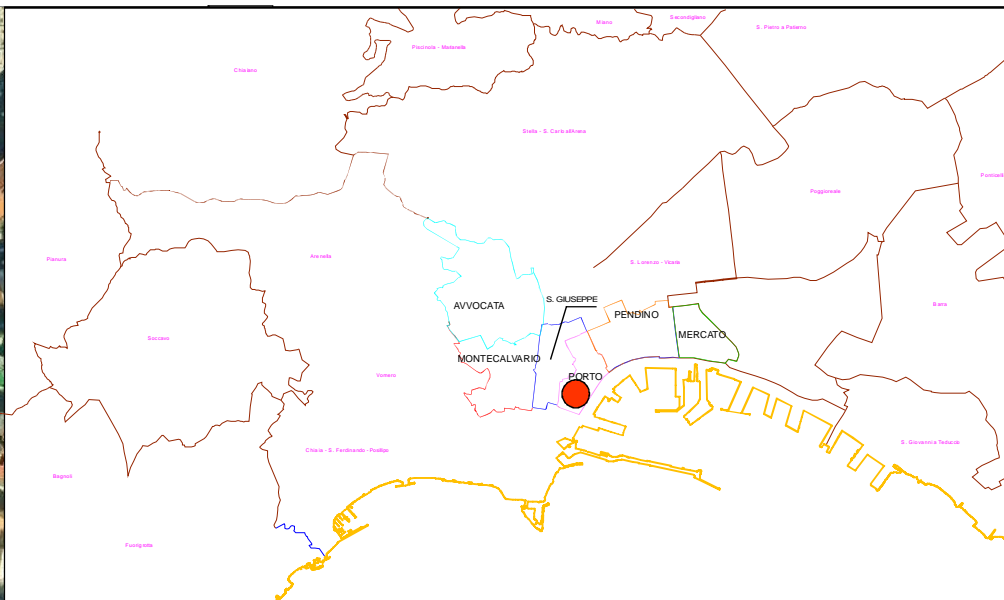 Miano
Secondigliano
S. Pietro a Patierno
Piscinola - Marianella
Chiaiano
Stella - S. Carlo all'Arena
Poggioreale
Pianura
Arenella
S. Lorenzo - Vicaria
S. GIUSEPPE
AVVOCATA
PENDINO
Barra
MERCATO
Soccavo
MONTECALVARIO
Vomero
PORTO
Chiaia - S. Ferdinando - Posillipo
S. Giovanni a Teduccio
Bagnoli
Fuorigrotta